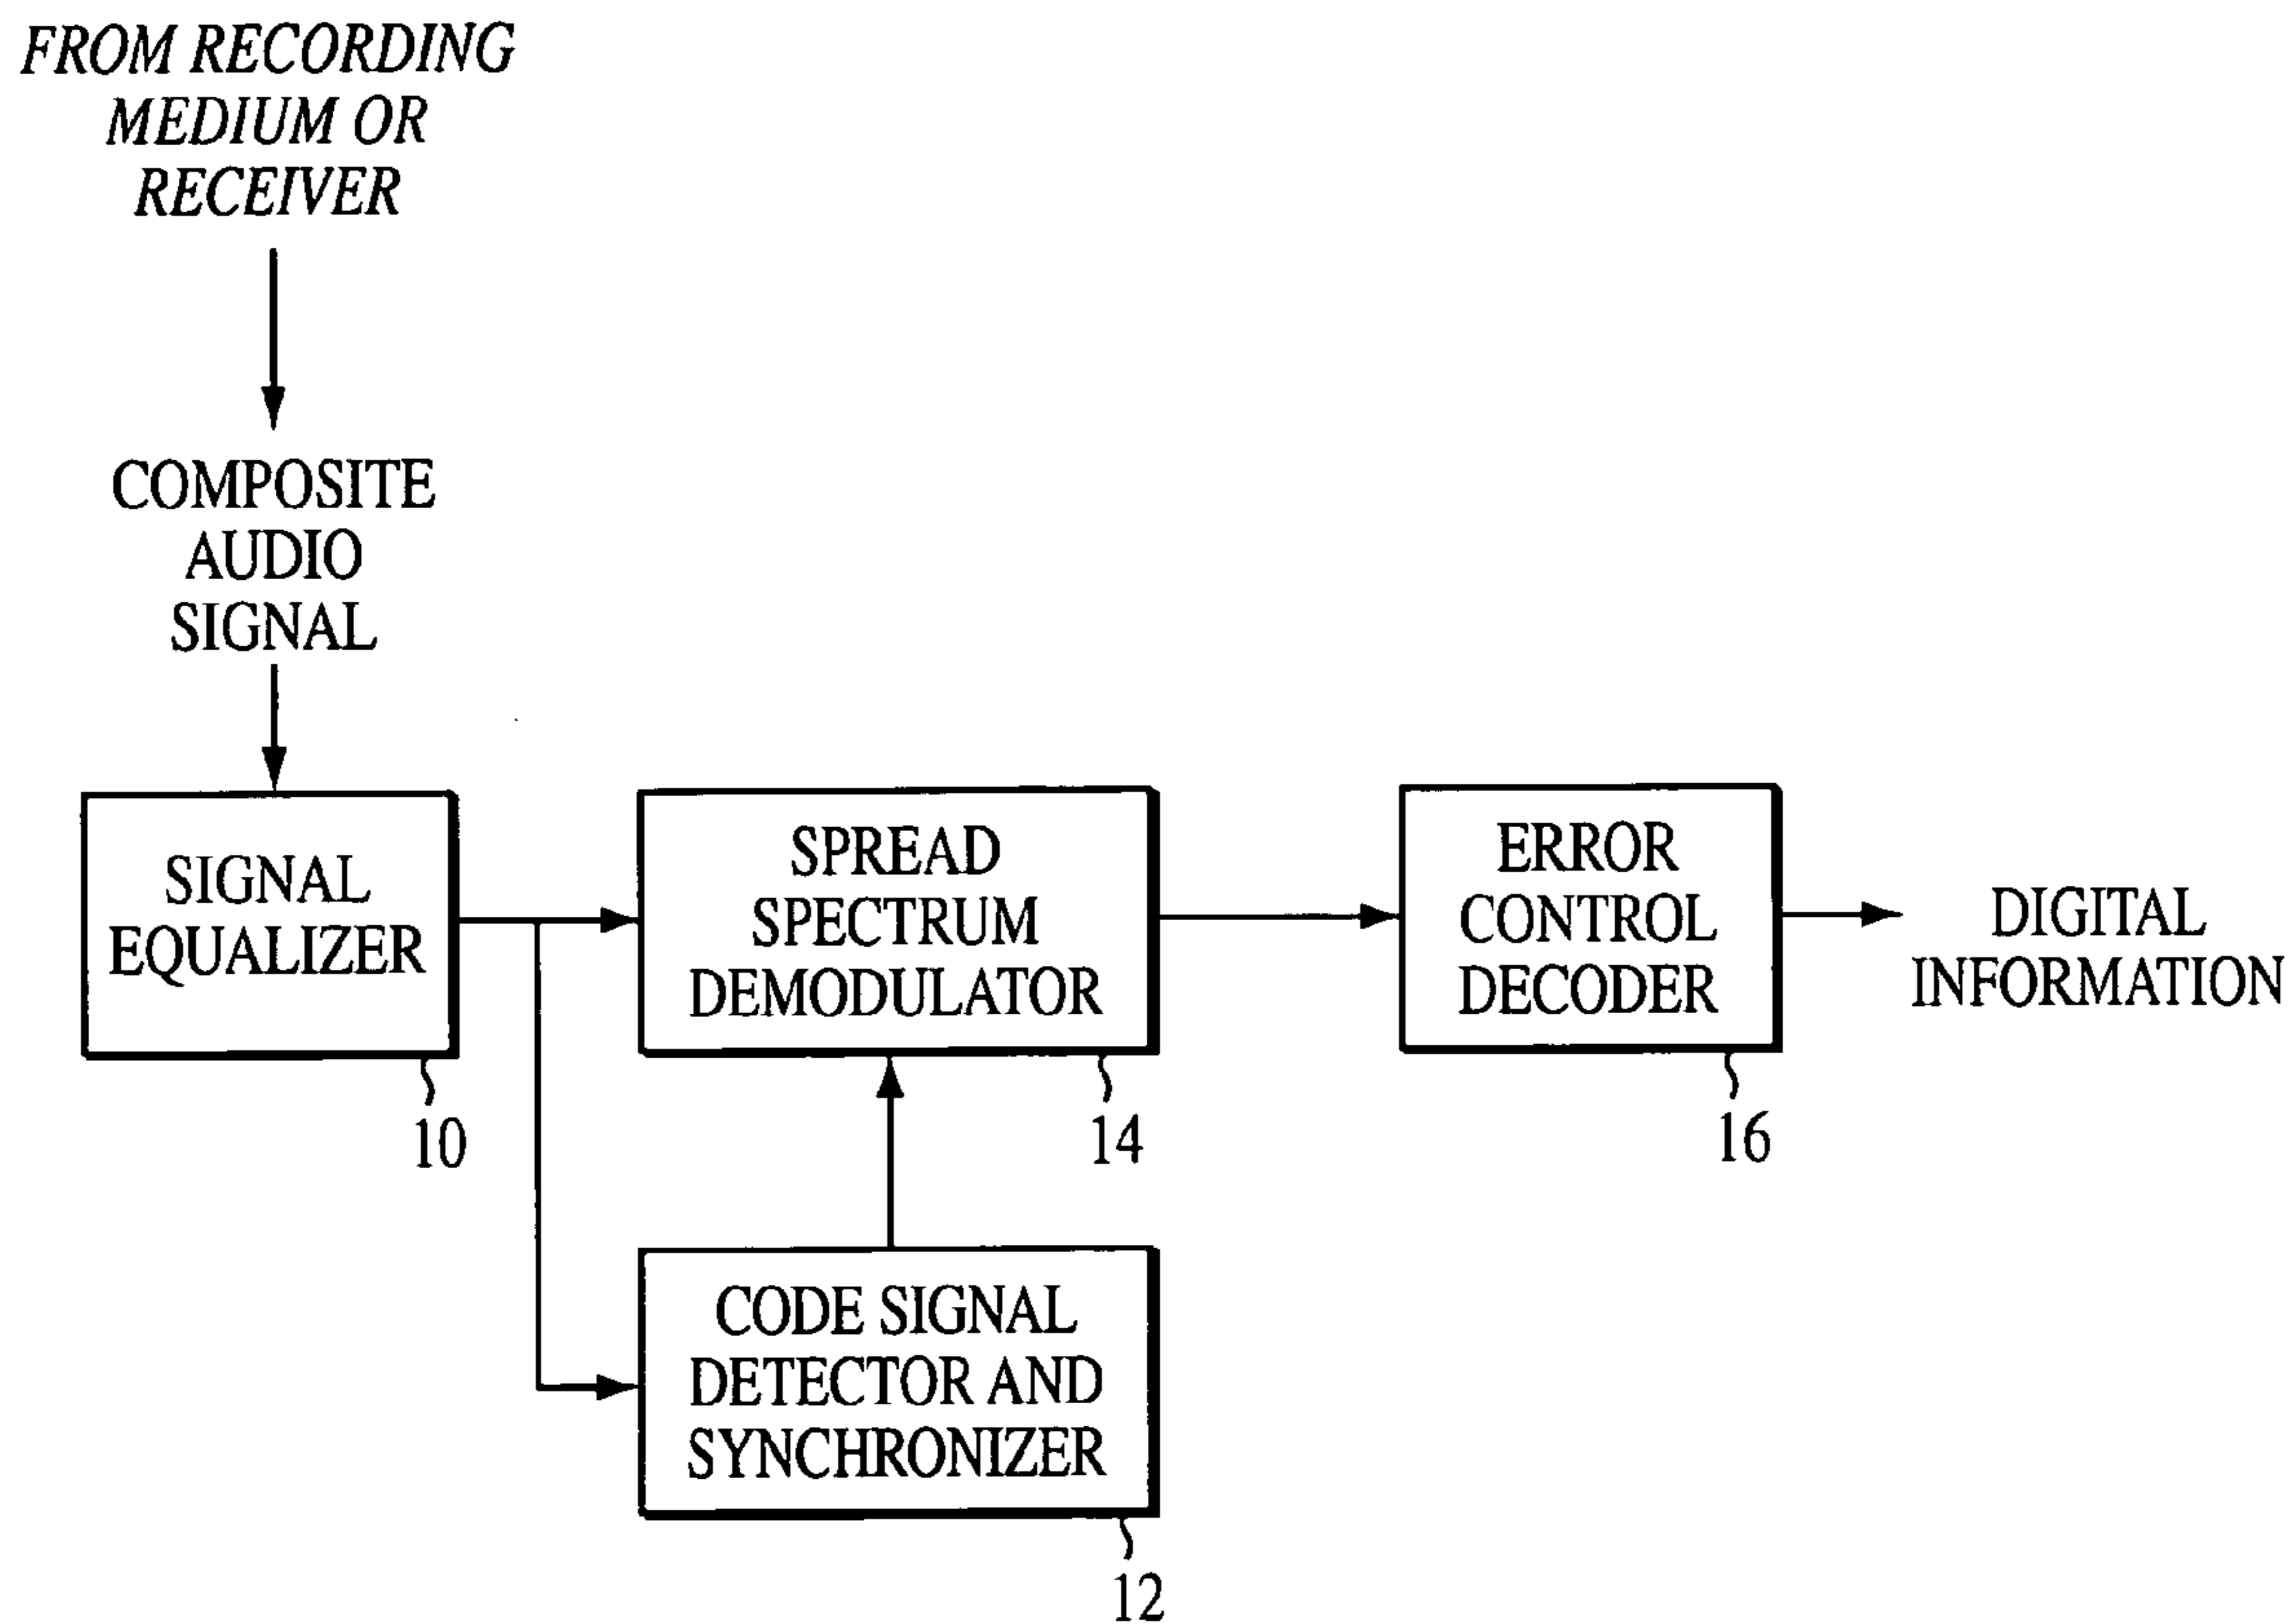 FROM RECORDING
MEDIUM OR
RECEIVER
COMPOSITE
AUDIO
SIGNAL
SIGNAL
EQUALIZER
10
SPREAD
SPECTRUM
DEMODULATOR
14
ERROR
CONTROL
DECODER
16
DIGITAL
INFORMATION
CODE SIGNAL
DETECTOR AND
SYNCHRONIZER
12